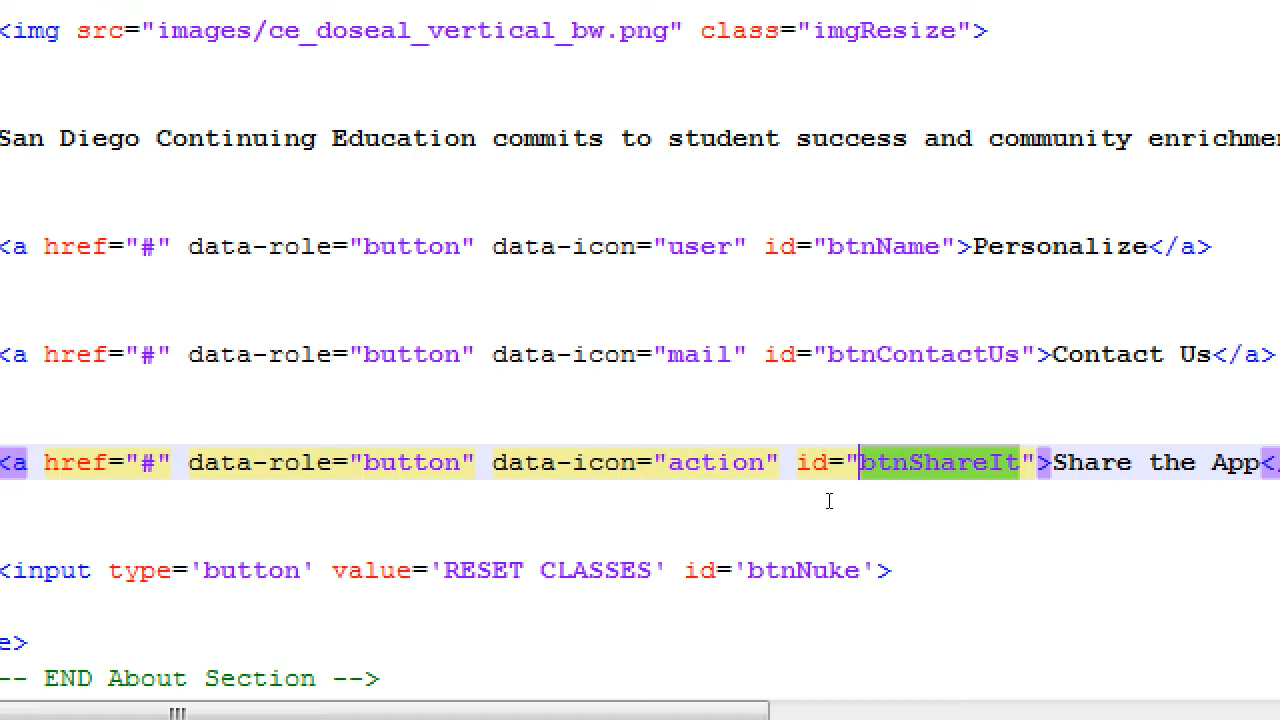 <img src="images/ce_doseal_vertical_bw.png" class="imgResize">
San Diego Continuing Education commits to student success and community
<a href="#" data-role="button" data-icon="user" id="btnName">Personalize</a>
<a href="#" data-role="button" data-icon="mail" id="btnContactUs">Contact Us</a>
<a href="#" data-role="button" data-icon="action" id="btnShareIt">Share the App<
<input type='button' value='RESET CLASSES' id='btnNuke'>
e>
-- END About Section -->